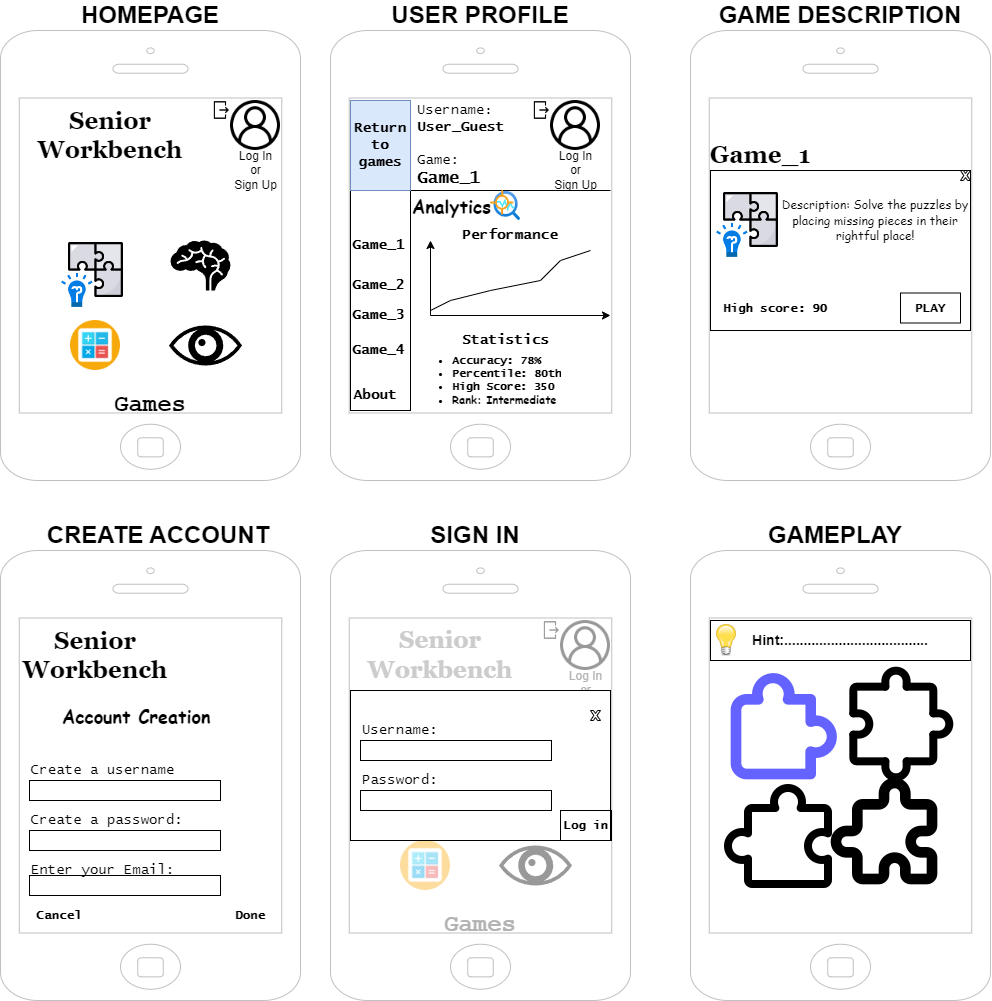 HOMEPAGE
Senior
Workbench
Log In
or
Sign Up
Games
USER PROFILE
Return
to
games
Username:
User_Guest
Game:
Game_1
Log In
or
Sign Up
Analytics
Game_1
Game_2
Game_3
Game_4
About
Performance
Statistics
• Accuracy: 78%
• Percentile: 80th
• High Score: 350
• Rank: Intermediate
GAME DESCRIPTION
Game_1
X
Description: Solve the puzzles by
placing missing pieces in their
rightful place!
High score: 90
PLAY
CREATE ACCOUNT
Senior
Workbench
Account Creation
Create a username
Create a password:
Enter your Email:
Cancel
Done
SIGN IN
Senior
Workbench
Log In
or
X
Username:
Password:
Log in
Games
GAMEPLAY
Hint:.....................................